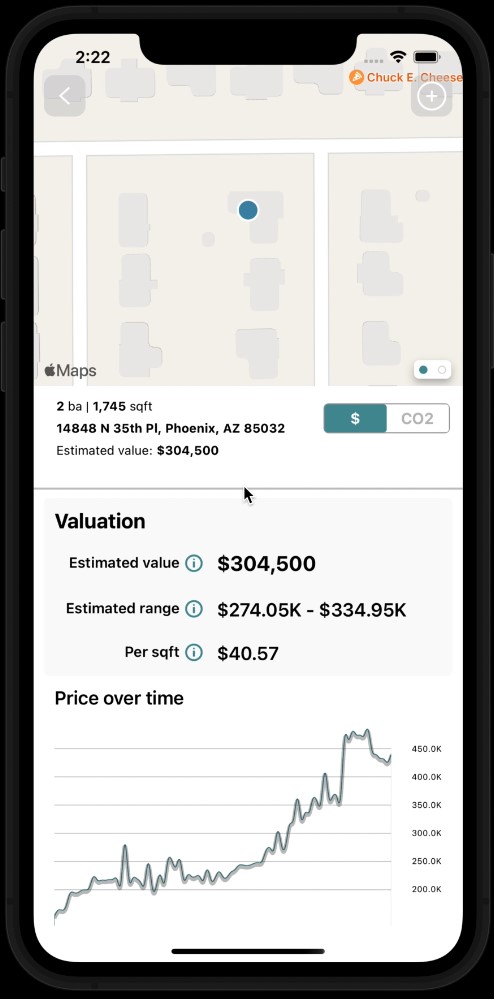 2:22
Chuck E. Cheese
Maps
2 ba | 1,745 sqft
14848 N 35th Pl, Phoenix, AZ 85032
Estimated value: $304,500
$ CO2
Valuation
Estimated value i $304,500
Estimated range i $274.05K - $334.95K
Per sqft i $40.57
Price over time
450.0K
400.0K
350.0K
300.0K
250.0K
200.0K